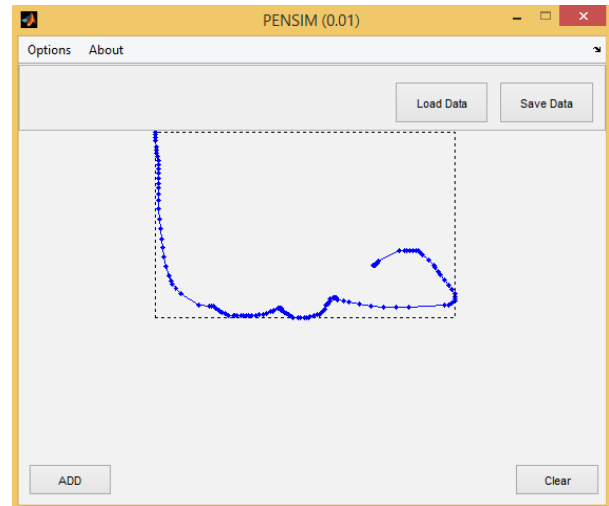 PENSIM (0.01)
Options About
Load Data Save Data
ADD Clear